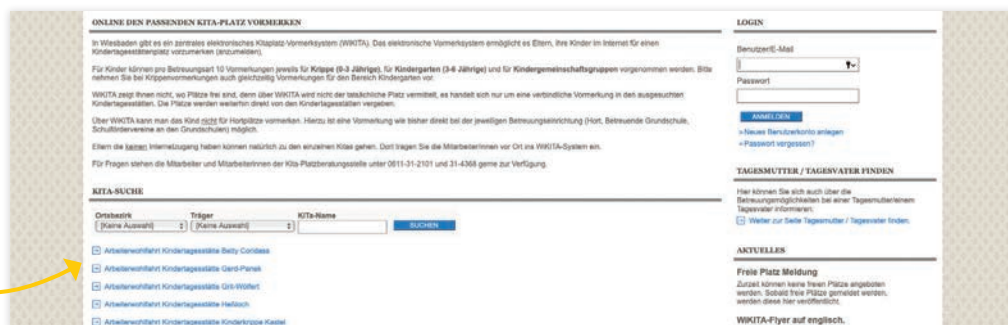 ONLINE DEN PASSENDEN KITA-PLATZ VORMERKEN
In Wiesbaden gibt es ein zentrales elektronisches Kitaplatz-Vormerksystem (WIKITA). Das elektronische Vormerksystem ermöglicht es Eltern, ihre Kinder im Internet für einen
Kindertagesstättenplatz vorzumerken (anzumelden).
Für Kinder können pro Betreuungsart 10 Vormerkungen jeweils für Krippe (0-3 Jährige), für Kindergarten (3-6 Jährige) und für Kindergemeinschaftsgruppen vorgenommen werden. Bitte
nehmen Sie bei Krippenvormerkungen auch gleichzeitig Vormerkungen für den Bereich Kindergarten vor.
WIKITA zeigt Ihnen nicht, wo Plätze frei sind, denn über WIKITA wird nicht der tatsächliche Platz vermittelt, es handelt sich nur um eine verbindliche Vormerkung in den ausgesuchten
Kindertagesstätten. Die Plätze werden weiterhin direkt von den Kindertagesstätten vergeben.
Über WIKITA kann man das Kind nicht für Hortplätze vormerken. Hierzu ist eine Vormerkung wie bisher direkt bei der jeweiligen Betreuungseinrichtung (Hort, Betreuende Grundschule,
Schulfördervereine an den Grundschulen) möglich.
Eltern die keinen Internetzugang haben können natürlich zu den einzelnen Kitas gehen. Dort tragen Sie die Mitarbeiter/innen vor Ort ins WIKITA-System ein.
Für Fragen stehen die Mitarbeiter und Mitarbeiterinnen der Kita-Platzberatungsstelle unter 0611-31-2101 und 31-4368 gerne zur Verfügung.
KITA-SUCHE
Ortsbezirk Träger KiTa-Name
[Keine Auswahl] [Keine Auswahl] SUCHEN
Arbeiterwohlfahrt Kindertagesstätte Betty Coridass
Arbeiterwohlfahrt Kindertagesstätte Gerd-Panek
Arbeiterwohlfahrt Kindertagesstätte Grit-Wölfert
Arbeiterwohlfahrt Kindertagesstätte Heßloch
Arbeiterwohlfahrt Kindertagesstätte Kinderkrippe Kastel
LOGIN
Benutzer/E-Mail
Passwort
ANMELDEN
» Neues Benutzerkonto anlegen
» Passwort vergessen?
TAGESMUTTER / TAGESVATER FINDEN
Hier können Sie sich auch über die
Betreuungsmöglichkeiten bei einer Tagesmutter/einem
Tagesvater informieren:
Weiter zur Seite Tagesmutter / Tagesvater finden.
AKTUELLES
Freie Platz Meldung
Zurzeit können keine freien Plätze angeboten
werden. Sobald freie Plätze gemeldet werden,
werden diese hier veröffentlicht.
WiKITA-Flyer auf englisch.